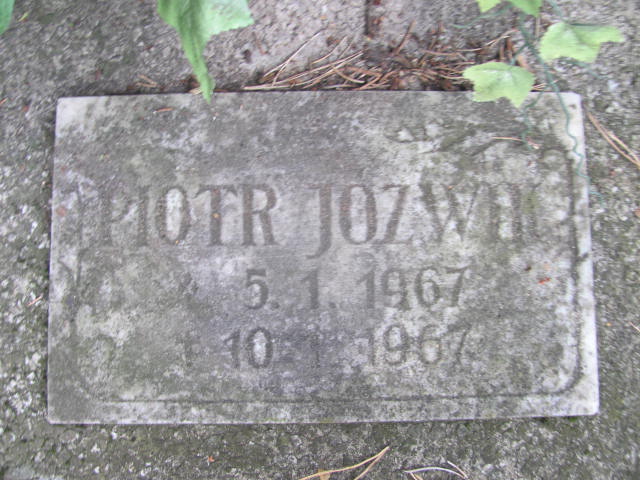 PIOTR JOZWIK
* 5. 1. 1967
† 10. 1. 1967